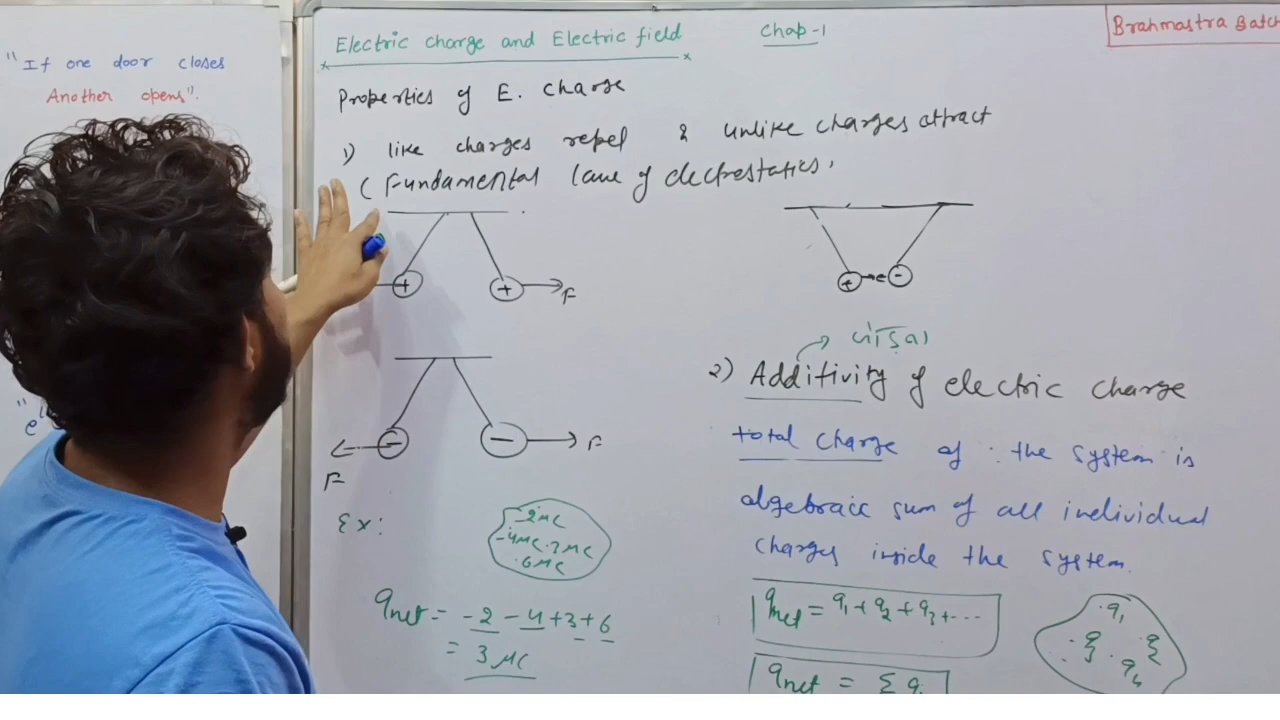 "If one door closes
Another opens".
"e"
Electric charge and Electric field
Chap-1
Brahmastra Batch
Properties of E. charge
1) like charges repel & unlike charges attract
( Fundamental law of electrostatics.
+ + F
+ -
- - F
F
Ex:
-2μC
-4μC .3μC
.6μC
qnet = -2 -4+3+6
= 3μC
2) Additivity of electric charge
total charge of the system is
algebraic sum of all individual
charges inside the system.
qnet = q1 + q2 + q3 + ...
qnet = Σq
.q1
q4